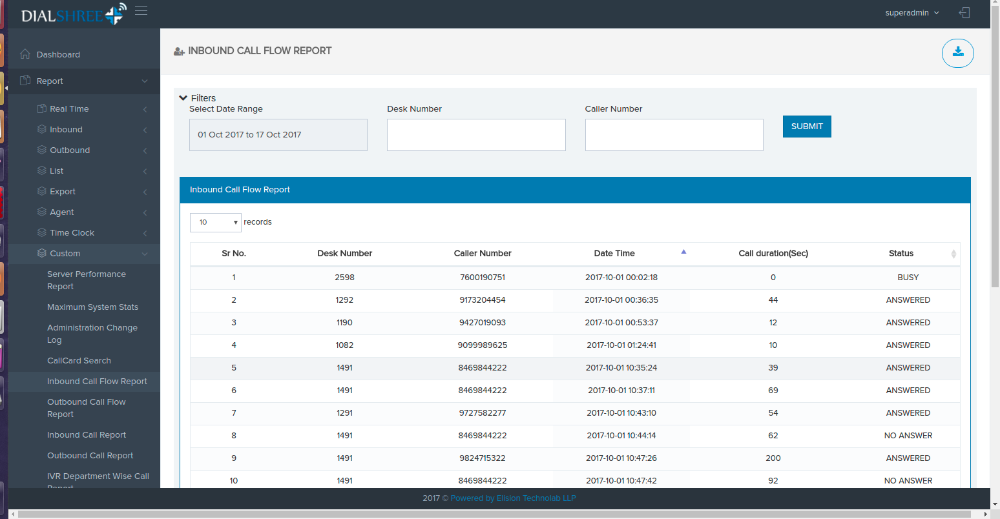 DIALSHREE
superadmin
Dashboard
Report
Real Time
Inbound
Outbound
List
Export
Agent
Time Clock
Custom
Server Performance
Report
Maximum System Stats
Administration Change
Log
CallCard Search
Inbound Call Flow Report
Outbound Call Flow
Report
Inbound Call Report
Outbound Call Report
IVR Department Wise Call
Report
INBOUND CALL FLOW REPORT
Filters
Select Date Range Desk Number Caller Number
01 Oct 2017 to 17 Oct 2017 SUBMIT
Inbound Call Flow Report
10 records
Sr No. Desk Number Caller Number Date Time Call duration(Sec) Status
1 2598 7600190751 2017-10-01 00:02:18 0 BUSY
2 1292 9173204454 2017-10-01 00:36:35 44 ANSWERED
3 1190 9427019093 2017-10-01 00:53:37 12 ANSWERED
4 1082 9099989625 2017-10-01 01:24:41 10 ANSWERED
5 1491 8469844222 2017-10-01 10:35:24 39 ANSWERED
6 1491 8469844222 2017-10-01 10:37:11 69 ANSWERED
7 1291 9727582277 2017-10-01 10:43:10 54 ANSWERED
8 1491 8469844222 2017-10-01 10:44:14 62 NO ANSWER
9 1491 9824715322 2017-10-01 10:47:26 200 ANSWERED
10 1491 8469844222 2017-10-01 10:47:42 92 NO ANSWER
2017 © Powered by Elision Technolab LLP